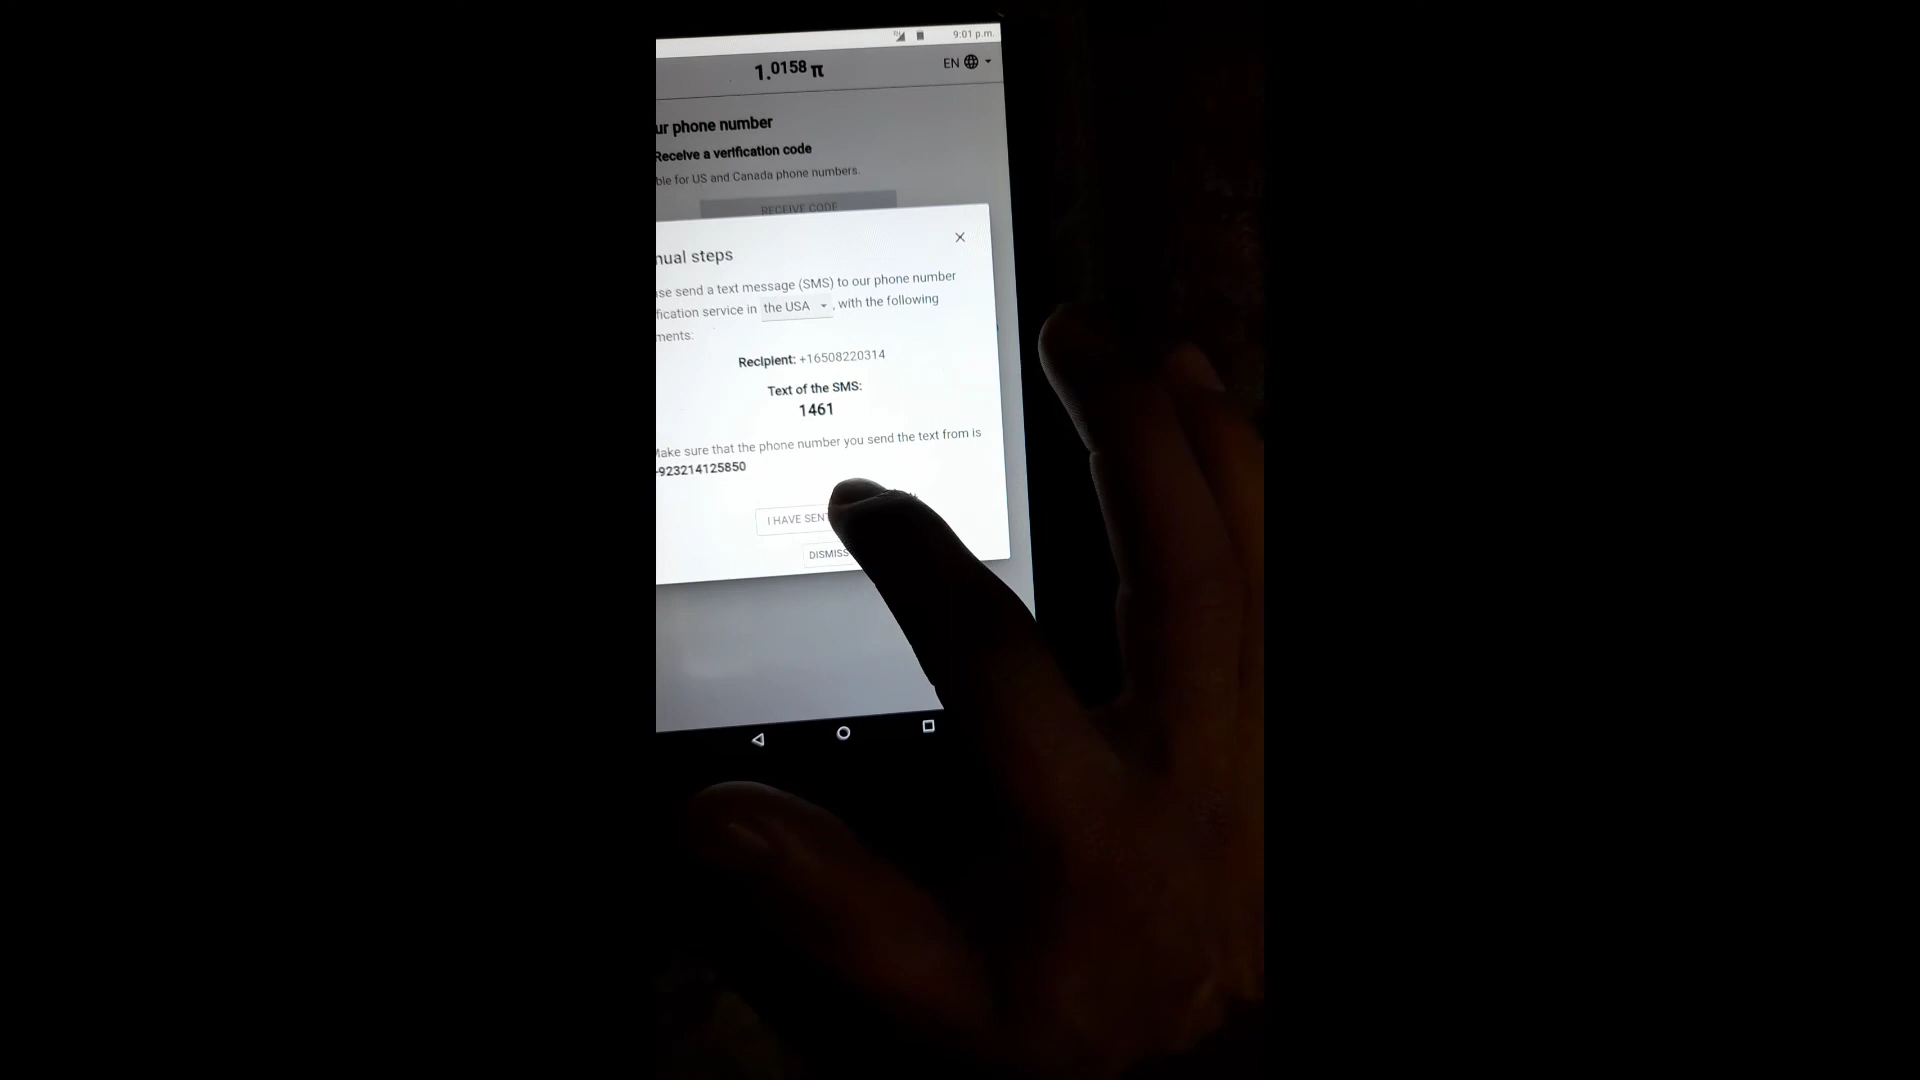 9:01 p.m.
1.0158 π
EN
ur phone number
Receive a verification code
ble for US and Canada phone numbers.
RECEIVE CODE
nual steps
se send a text message (SMS) to our phone number
fication service in the USA , with the following
ments:
Recipient: +16508220314
Text of the SMS:
1461
Make sure that the phone number you send the text from is
923214125850
I HAVE SENT
DISMISS